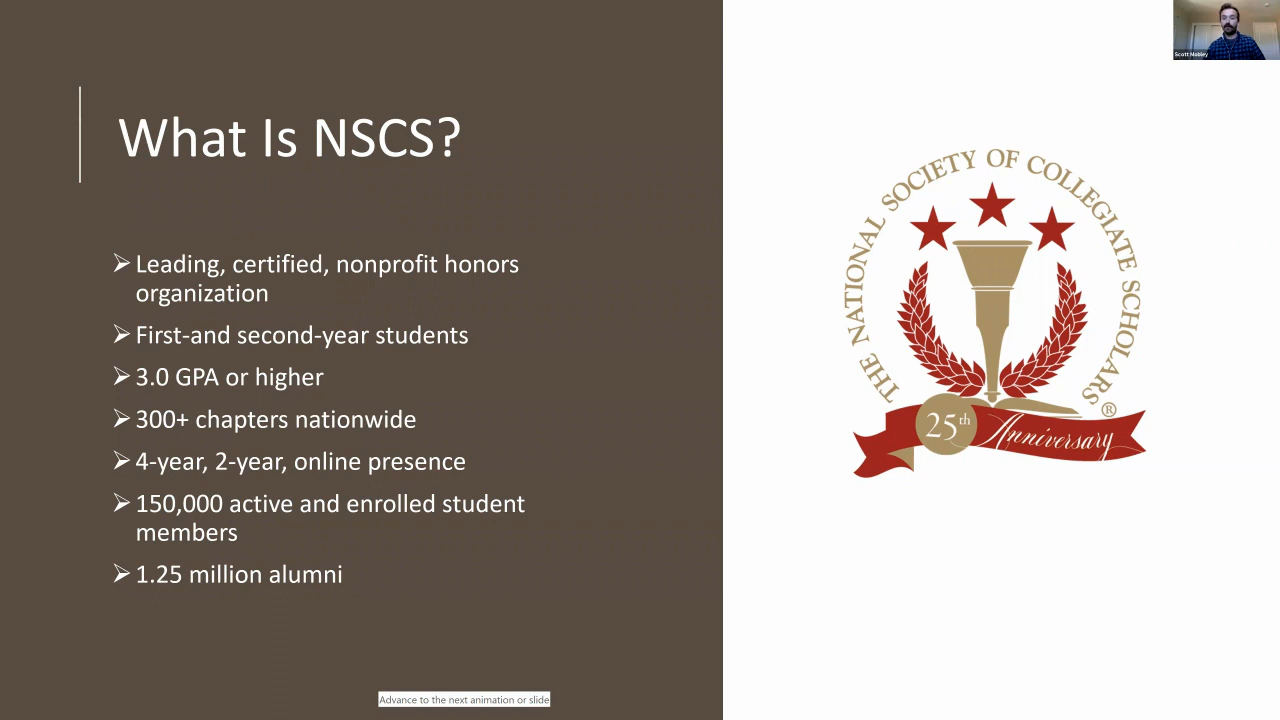 What Is NSCS?
➢ Leading, certified, nonprofit honors
organization
➢ First-and second-year students
➢ 3.0 GPA or higher
➢ 300+ chapters nationwide
➢ 4-year, 2-year, online presence
➢ 150,000 active and enrolled student
members
➢ 1.25 million alumni
Advance to the next animation or slide
THE NATIONAL SOCIETY OF COLLEGIATE SCHOLARS ®
25th Anniversary
Scott Mobley